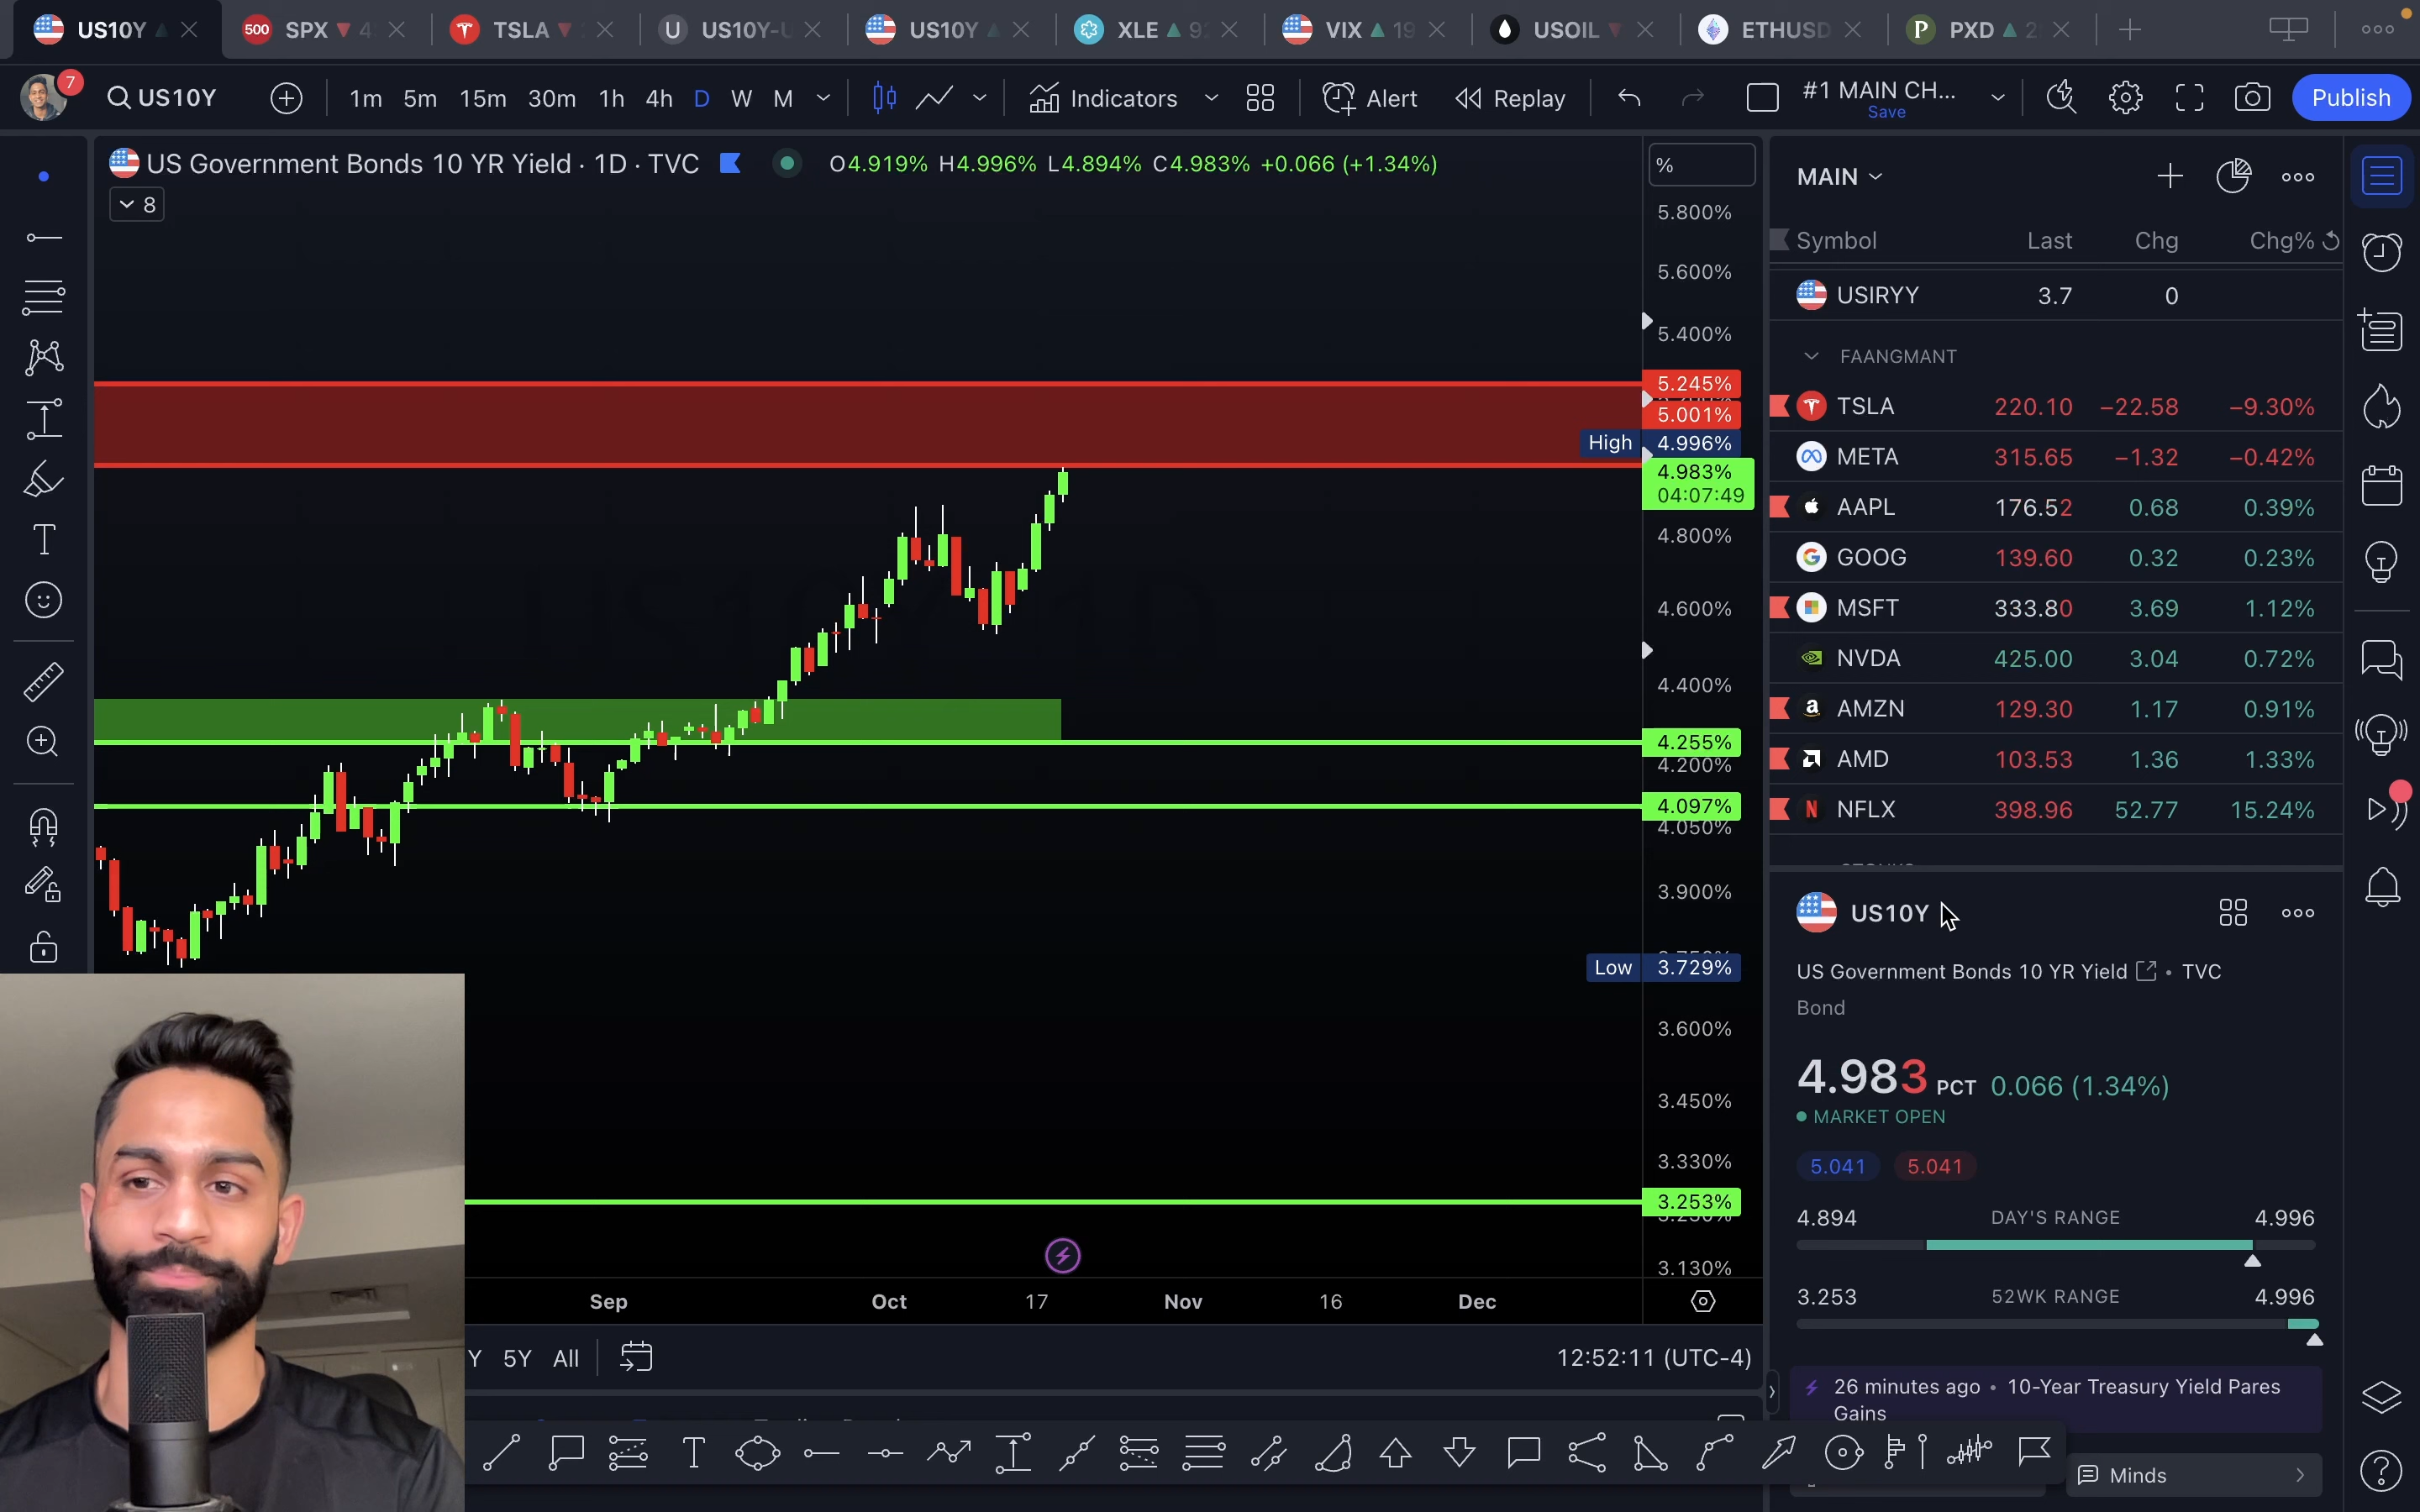 US10Y
500 SPX 4
TSLA
U US10Y-U
US10Y
XLE 9
VIX 19
USOIL
ETHUSD
P PXD 2
7
US10Y
1m 5m 15m 30m 1h 4h D W M
Indicators
Alert
Replay
#1 MAIN CH...
Save
Publish
US Government Bonds 10 YR Yield · 1D · TVC
O4.919% H4.996% L4.894% C4.983% +0.066 (+1.34%)
8
%
5.800%
5.600%
5.400%
5.245%
5.001%
High 4.996%
4.983%
04:07:49
4.800%
4.600%
4.400%
4.255%
4.200%
4.097%
4.050%
3.900%
Low 3.729%
3.600%
3.450%
3.330%
3.253%
3.130%
Sep Oct 17 Nov 16 Dec
Y 5Y All
12:52:11 (UTC-4)
MAIN
Symbol Last Chg Chg%
USIRYY 3.7 0
FAANGMANT
TSLA 220.10 −22.58 −9.30%
META 315.65 −1.32 −0.42%
AAPL 176.52 0.68 0.39%
GOOG 139.60 0.32 0.23%
MSFT 333.80 3.69 1.12%
NVDA 425.00 3.04 0.72%
AMZN 129.30 1.17 0.91%
AMD 103.53 1.36 1.33%
NFLX 398.96 52.77 15.24%
US10Y
US Government Bonds 10 YR Yield • TVC
Bond
4.983 PCT 0.066 (1.34%)
MARKET OPEN
5.041 5.041
4.894 DAY'S RANGE 4.996
3.253 52WK RANGE 4.996
26 minutes ago • 10-Year Treasury Yield Pares
Gains
Minds